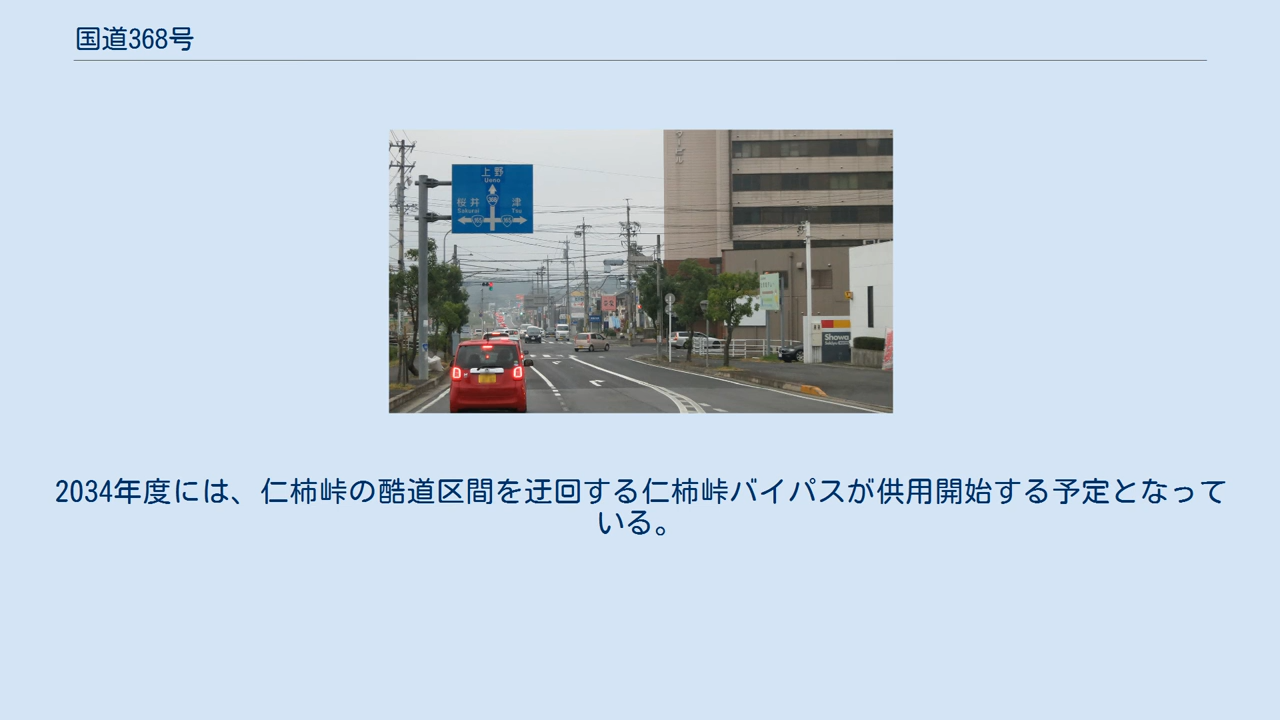 国道368号
上野
Ueno
368
桜井
津
Sakurai
Tsu
165
165
Showa
2034年度には、仁柿峠の酷道区間を迂回する仁柿峠バイパスが供用開始する予定となって
いる。